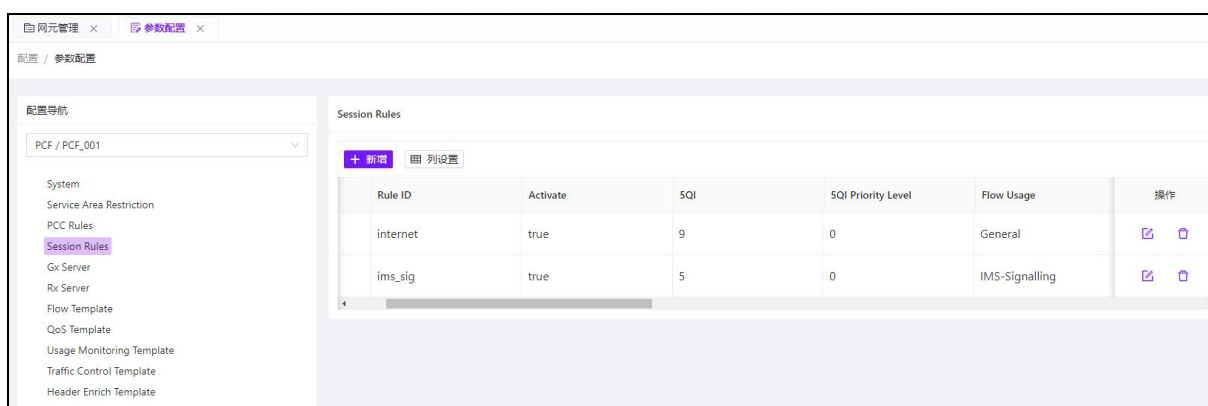 网元管理 参数配置
配置 / 参数配置
配置导航
PCF / PCF_001
System
Service Area Restriction
PCC Rules
Session Rules
Gx Server
Rx Server
Flow Template
QoS Template
Usage Monitoring Template
Traffic Control Template
Header Enrich Template
Session Rules
新增 列设置
Rule ID Activate 5QI 5QI Priority Level Flow Usage 操作
internet true 9 0 General
ims_sig true 5 0 IMS-Signalling